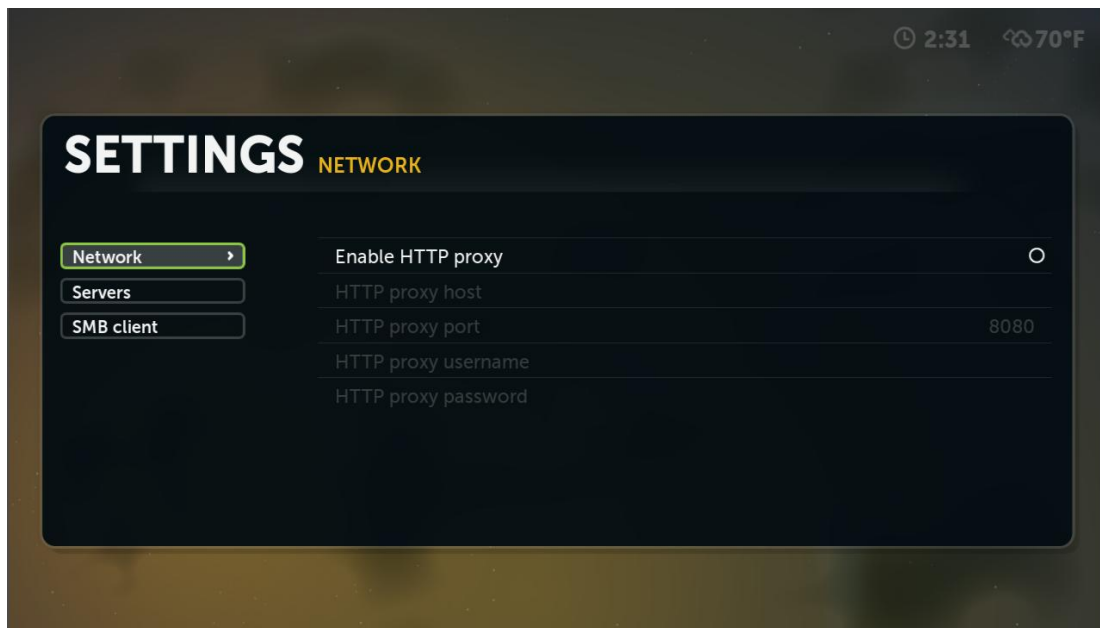 2:31 70°F
SETTINGS NETWORK
Network
Servers
SMB client
Enable HTTP proxy
HTTP proxy host
HTTP proxy port 8080
HTTP proxy username
HTTP proxy password